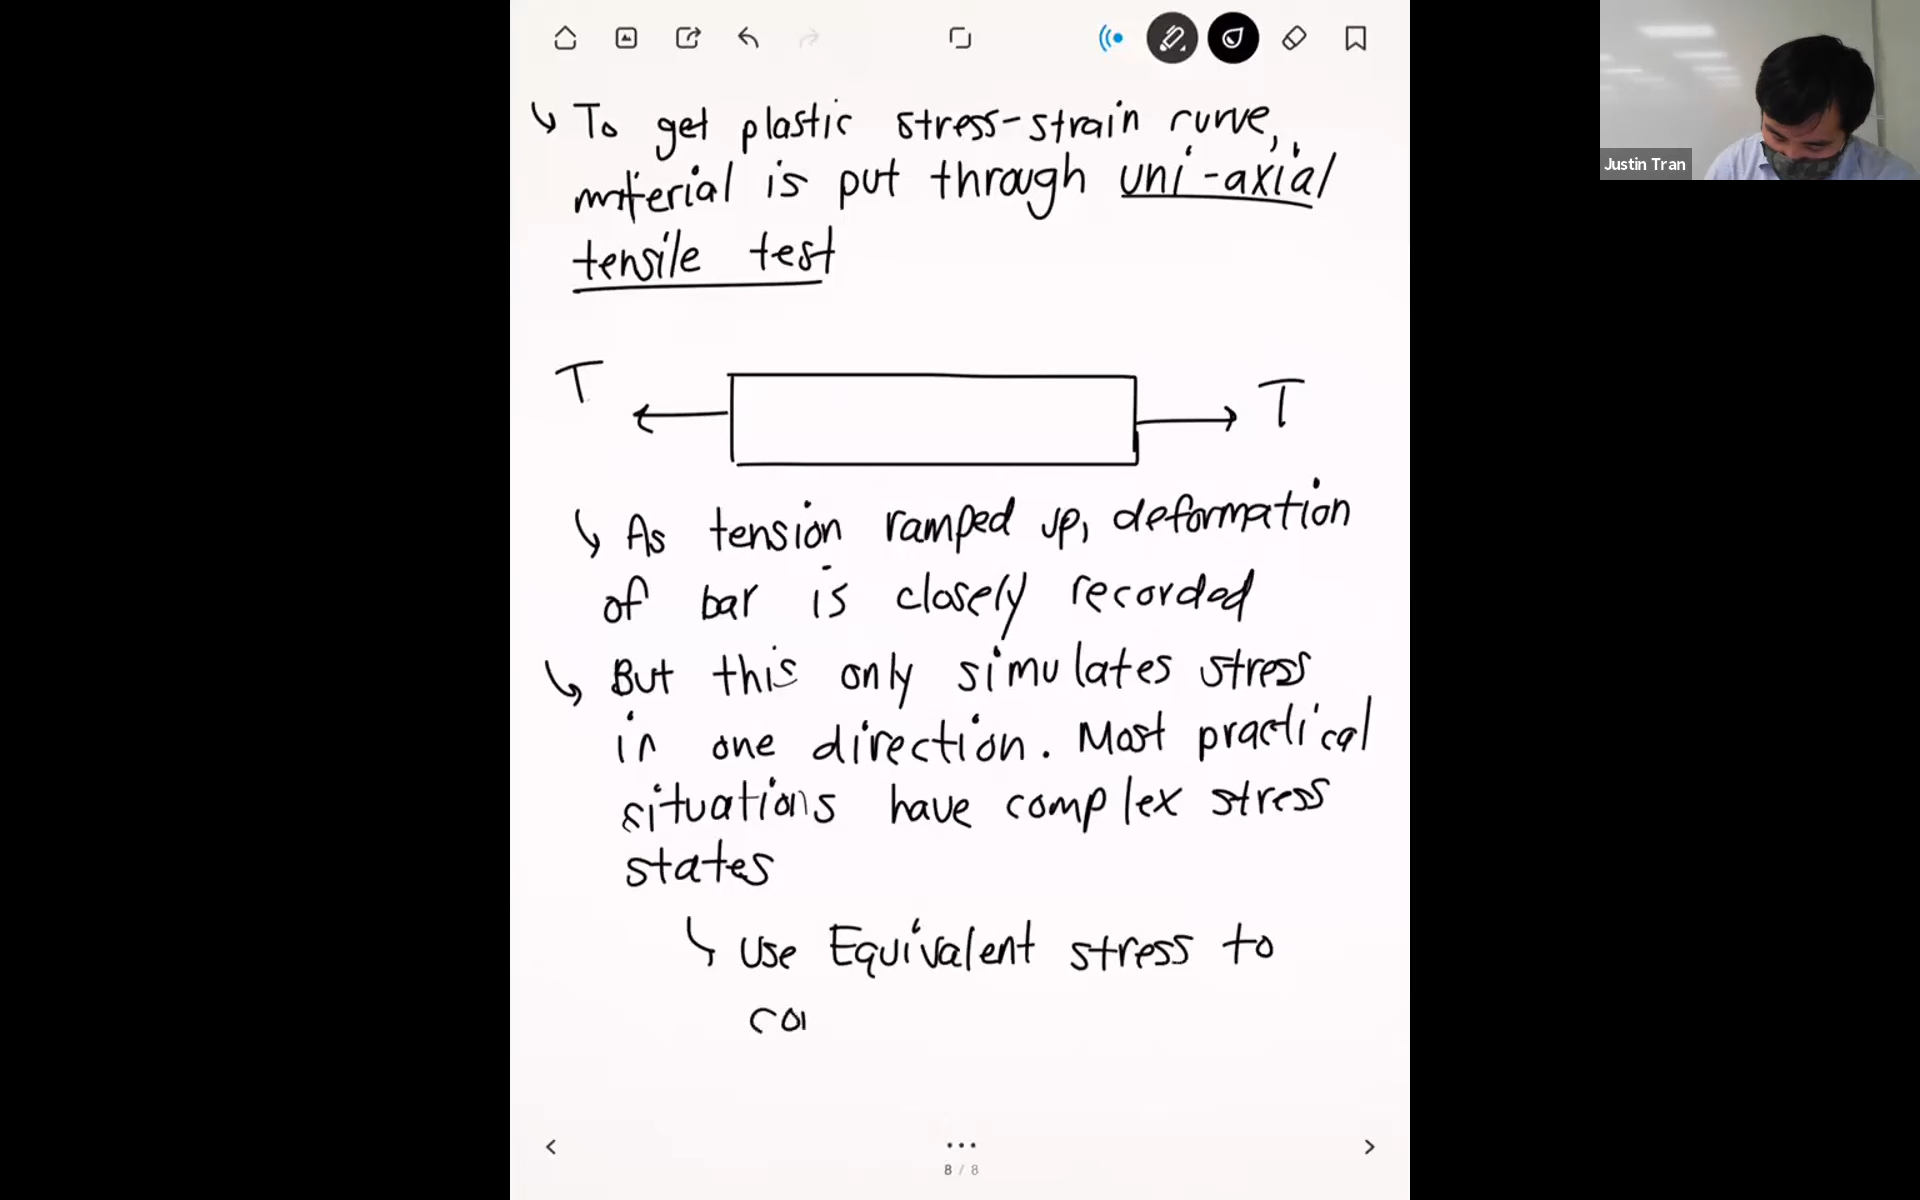 Justin Tran
↳ To get plastic stress-strain curve,
material is put through uni-axial
tensile test
T
T
↳ As tension ramped up, deformation
of bar is closely recorded
↳ But this only simulates stress
in one direction. Most practical
situations have complex stress
states
↳ Use Equivalent stress to
con
8 / 8